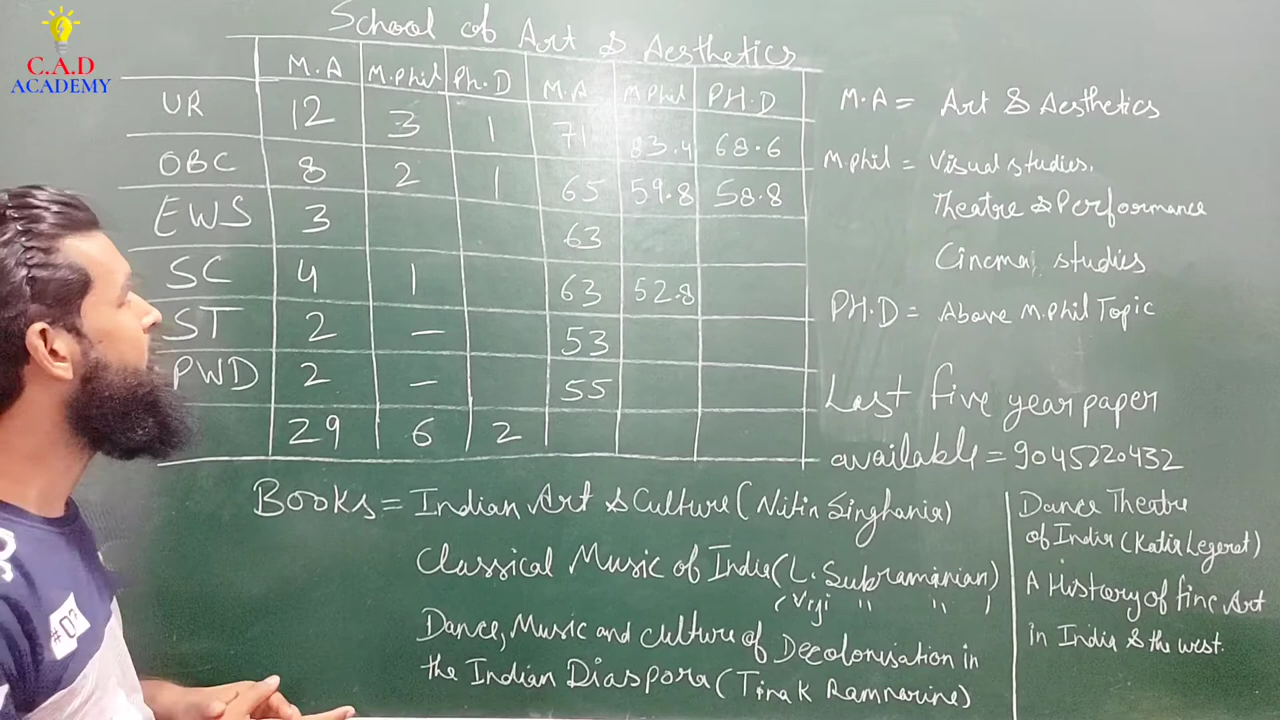 C.A.D
ACADEMY
School of Art & Aesthetics
M.A M.Phil Ph.D M.A M Phil PH.D
UR 12 3 1 71 83.4 68.6
OBC 8 2 1 65 59.8 58.8
EWS 3 63
SC 4 1 63 52.8
ST 2 – 53
PWD 2 – 55
29 6 2
M.A = Art & Aesthetics
M.phil = Visual studies.
Theatre & Performance
Cinema, studies
PH.D = Above M.Phil Topic
Last five year paper
available = 9045220432
Books = Indian Art & Culture (Nitin Singhania)
Classical Music of India (L. Subramanian)
(Viji " " )
Dance, Music and Culture of Decolonisation in
the Indian Diaspora (Tina K Ramnarine)
Dance Theatre
of India (Katia Legeret)
A History of fine Art
in India & the west.
#07